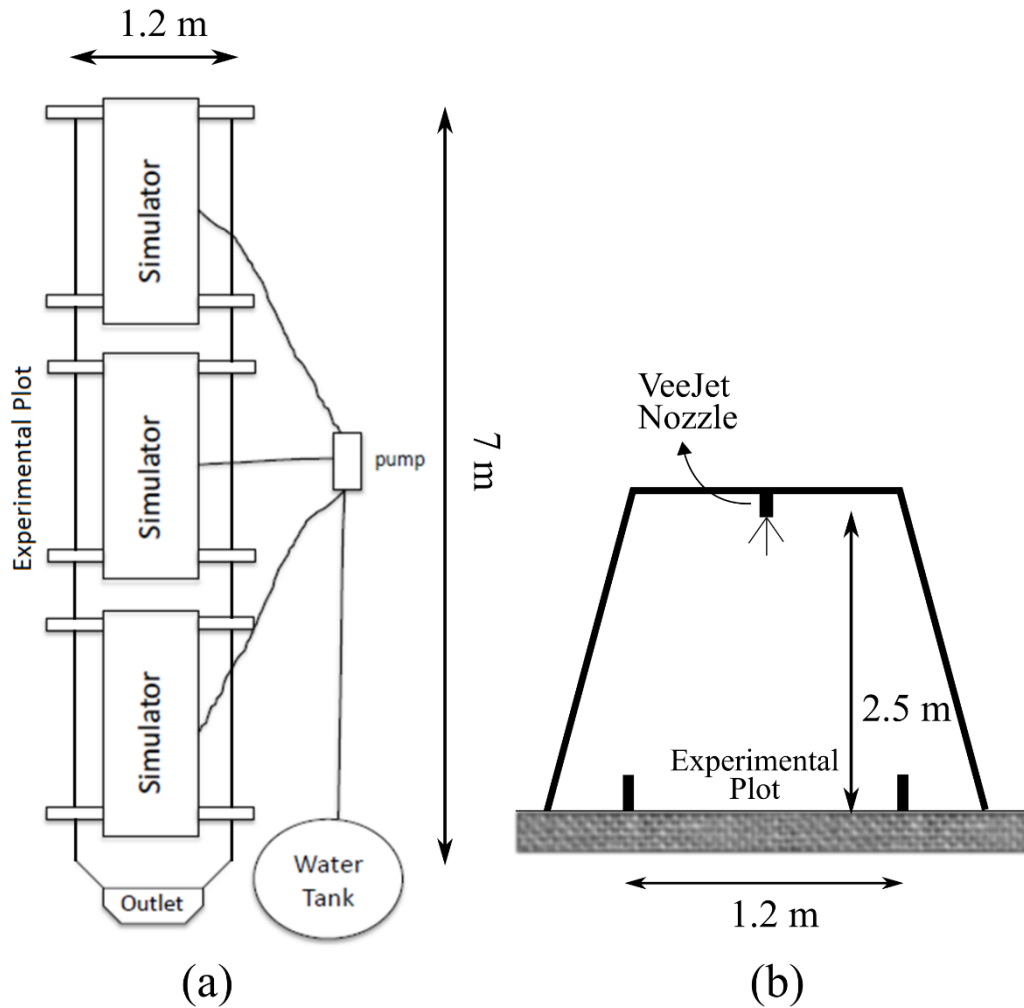 1.2 m
Simulator
Simulator
Simulator
Experimental Plot
pump
7 m
Water
Tank
Outlet
(a)
VeeJet
Nozzle
2.5 m
Experimental
Plot
1.2 m
(b)